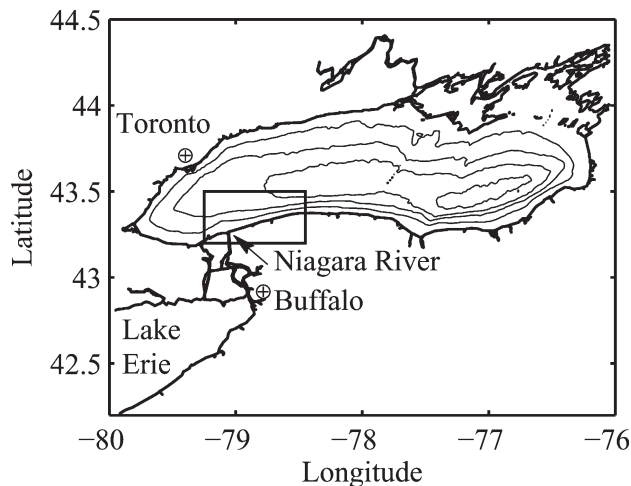 44.5
44
Toronto
43.5
Latitude
Niagara River
43
Buffalo
Lake
Erie
42.5
−80
−79
−78
−77
−76
Longitude